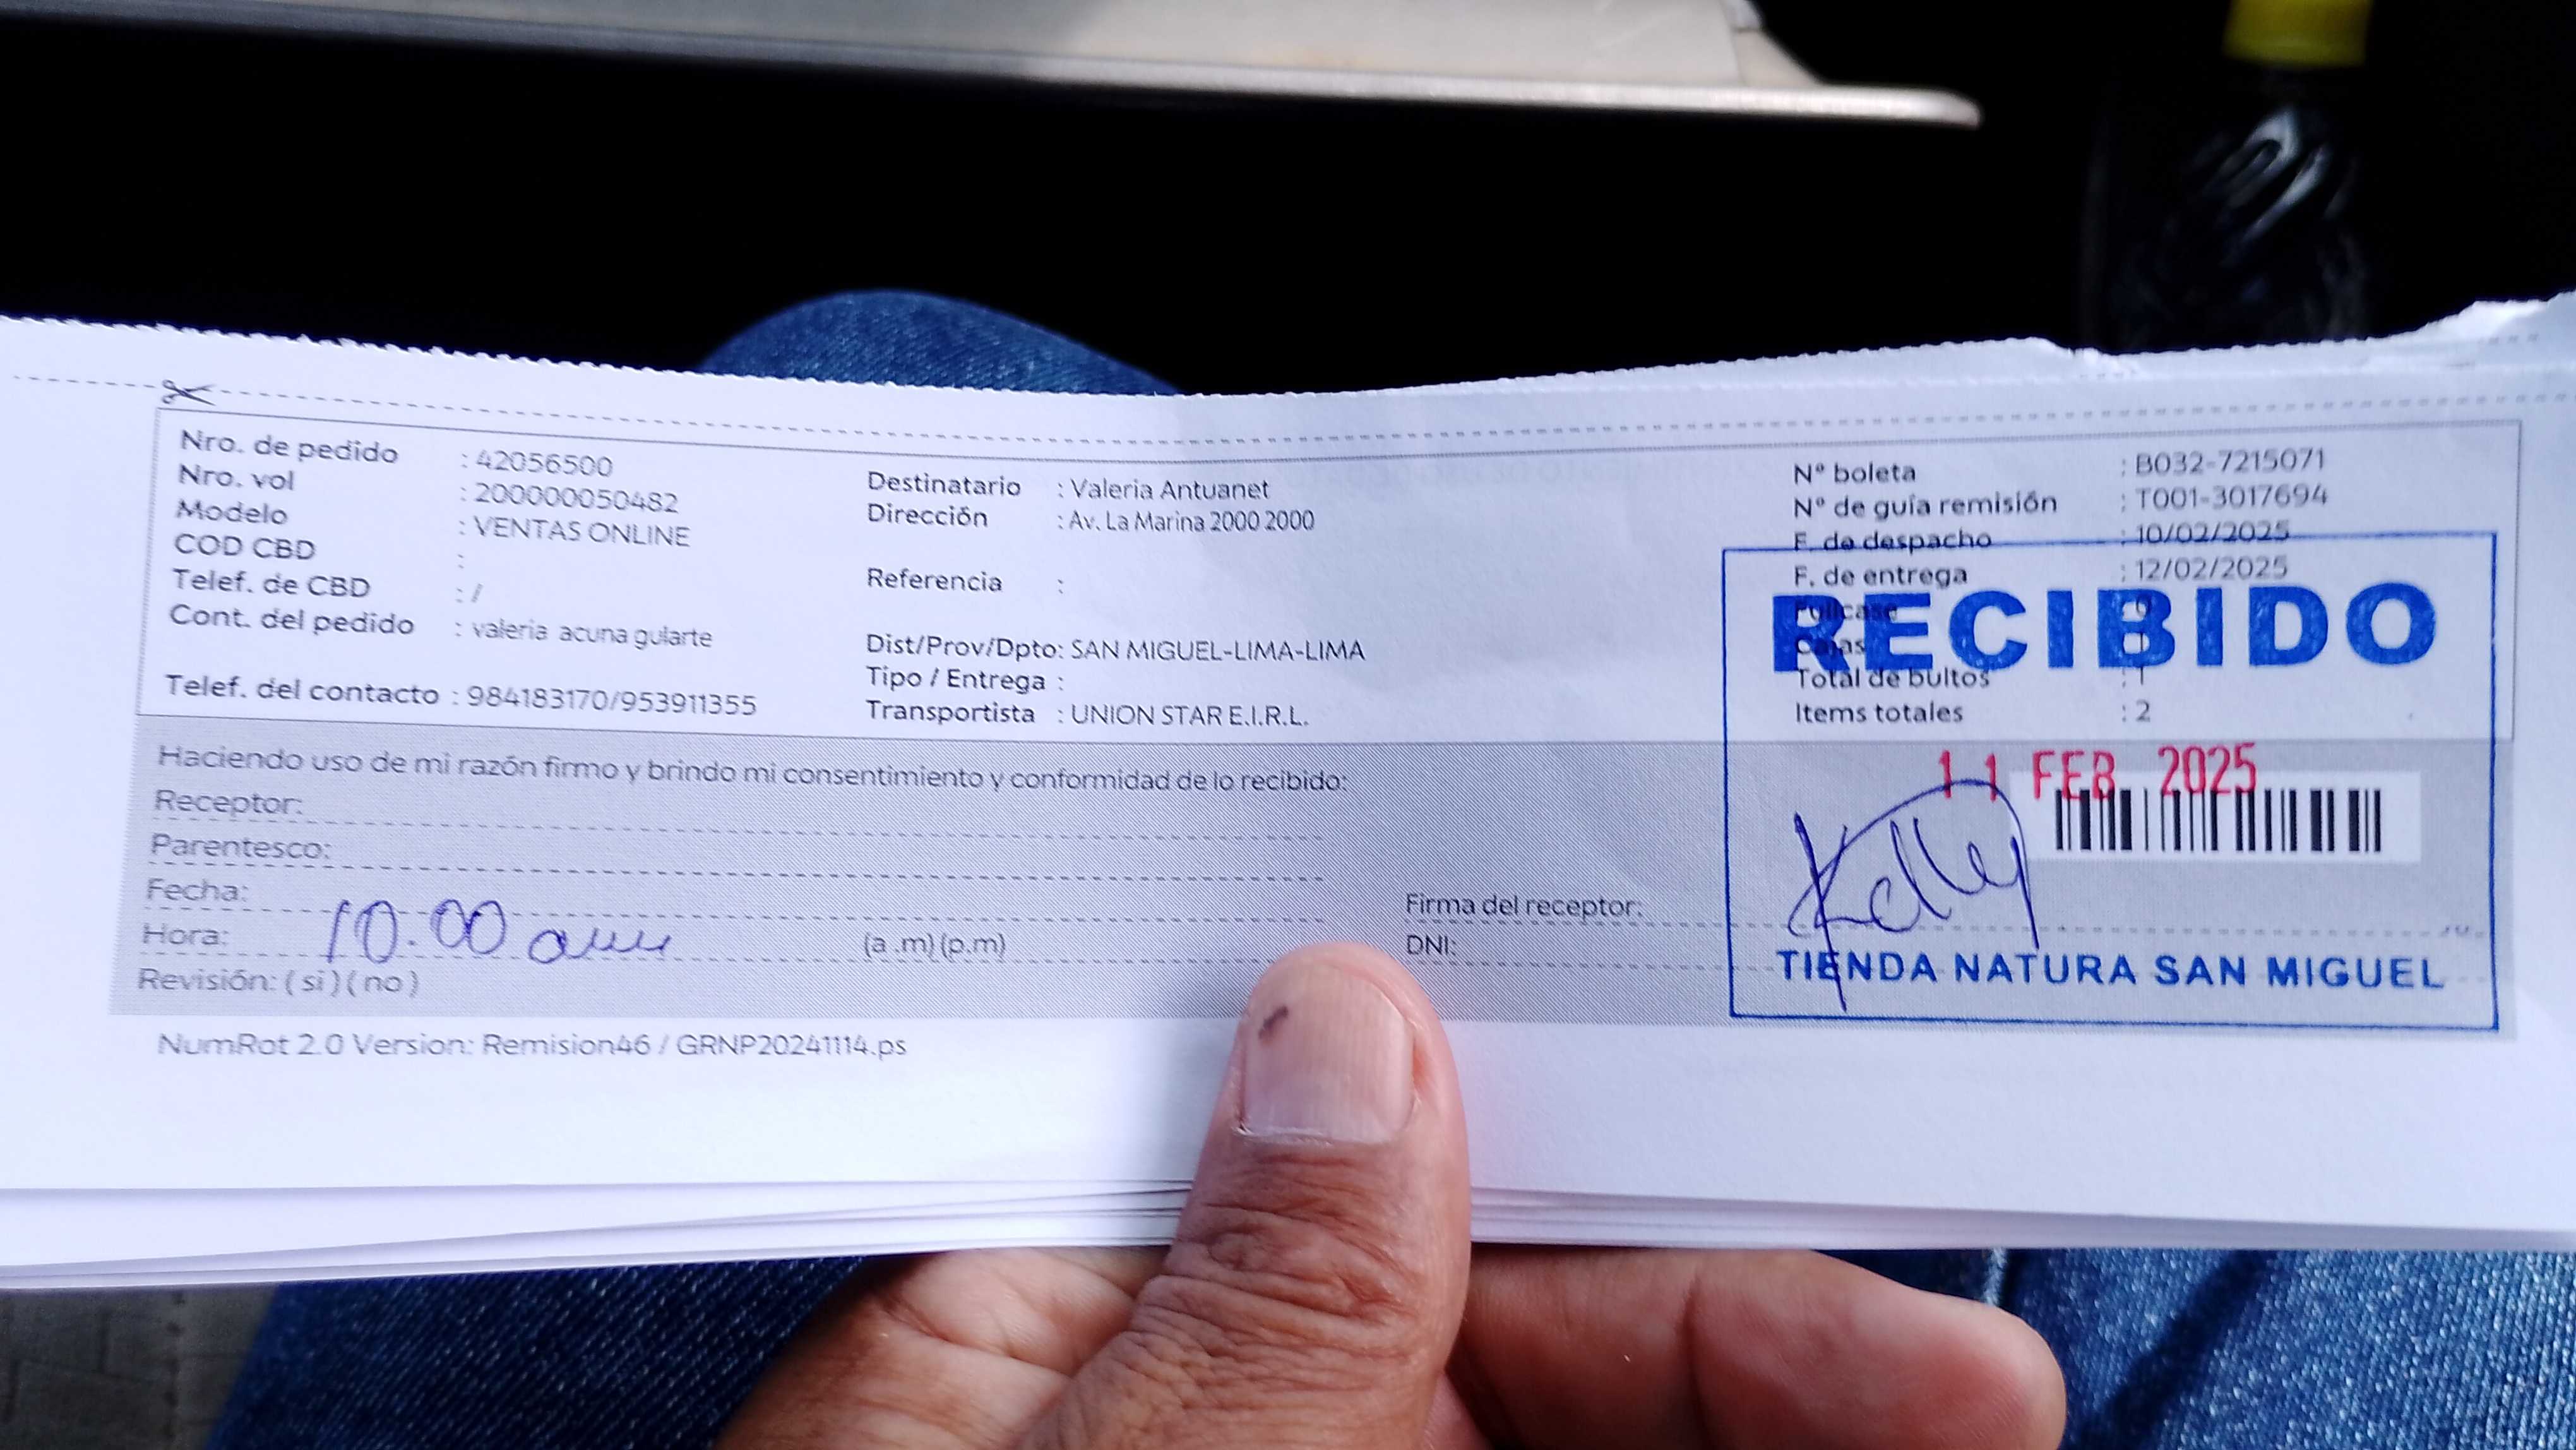 Nro. de pedido : 42056500
Nro. vol : 200000050482
Modelo : VENTAS ONLINE
COD CBD :
Telef. de CBD : /
Cont. del pedido : valeria acuna gularte
Telef. del contacto : 984183170/953911355
Destinatario : Valeria Antuanet
Dirección : Av. La Marina 2000 2000
Referencia :
Dist/Prov/Dpto: SAN MIGUEL-LIMA-LIMA
Tipo / Entrega :
Transportista : UNION STAR E.I.R.L.
Nº boleta : B032-7215071
Nº de guía remisión : T001-3017694
F. de despacho : 10/02/2025
F. de entrega : 12/02/2025
Fullcase : 0
Cajas : 1
Total de bultos : 1
Items totales : 2
RECIBIDO
11 FEB 2025
Kelly
TIENDA NATURA SAN MIGUEL
Haciendo uso de mi razón firmo y brindo mi consentimiento y conformidad de lo recibido:
Receptor:
Parentesco:
Fecha:
Hora: 10.00 am (a .m) (p.m)
Revisión: ( si ) ( no )
Firma del receptor:
DNI:
NumRot 2.0 Version: Remision46 / GRNP20241114.ps